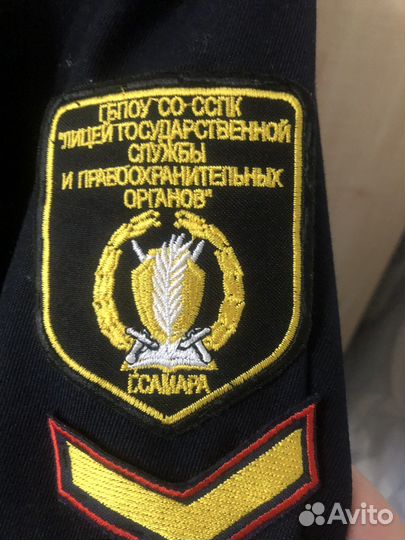 ГБПОУ СО ССПК
"ЛИЦЕЙ ГОСУДАРСТВЕННОЙ
СЛУЖБЫ
И ПРАВООХРАНИТЕЛЬНЫХ
ОРГАНОВ"
Г.САМАРА
Avito